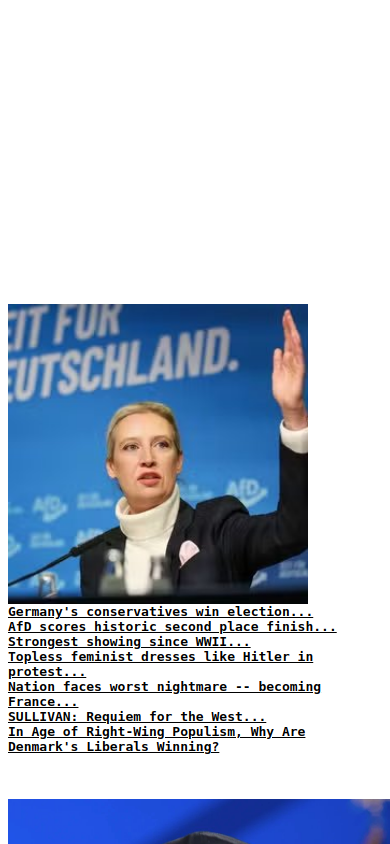 EIT FÜR
EUTSCHLAND.
AfD
AfD
Germany's conservatives win election...
AfD scores historic second place finish...
Strongest showing since WWII...
Topless feminist dresses like Hitler in
protest...
Nation faces worst nightmare -- becoming
France...
SULLIVAN: Requiem for the West...
In Age of Right-Wing Populism, Why Are
Denmark's Liberals Winning?